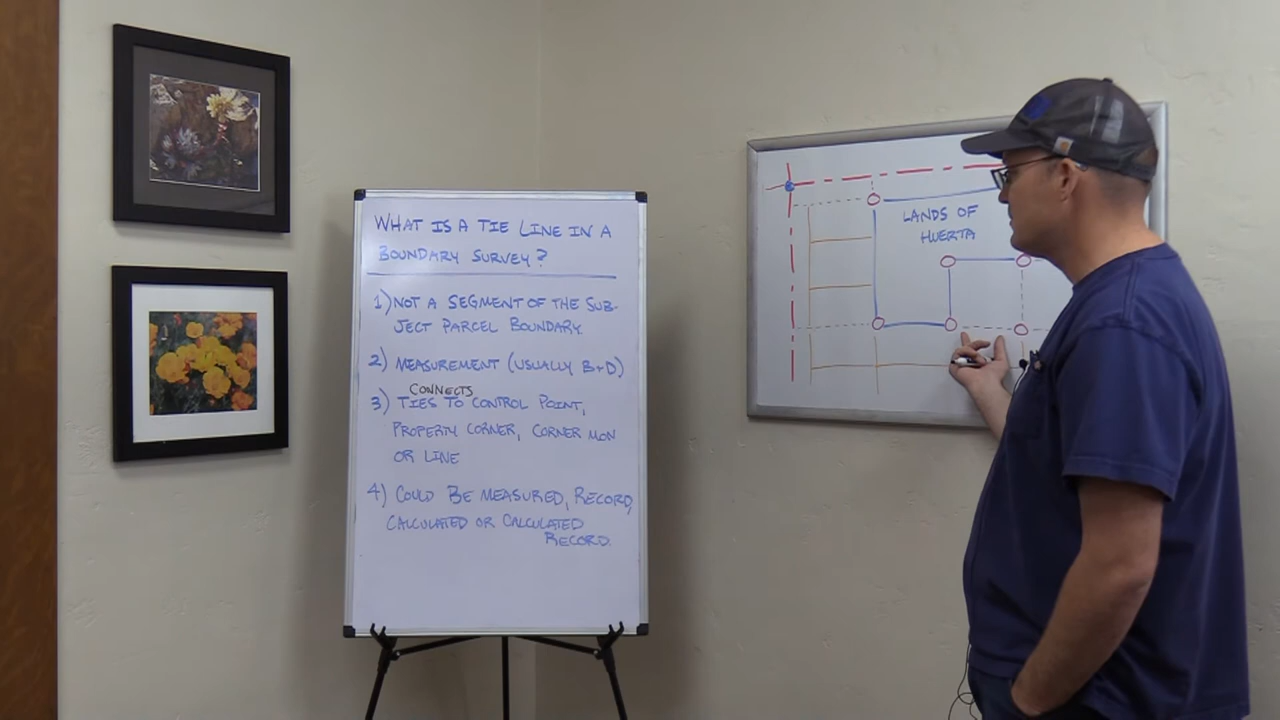 WHAT IS A TIE LINE IN A
BOUNDARY SURVEY?
1) NOT A SEGMENT OF THE SUB-
JECT PARCEL BOUNDARY.
2) MEASUREMENT (USUALLY B+D)
CONNECTS
3) TIES TO CONTROL POINT,
PROPERTY CORNER, CORNER MON
OR LINE
4) COULD BE MEASURED, RECORD,
CALCULATED OR CALCULATED
RECORD.
LANDS OF
HUERTA